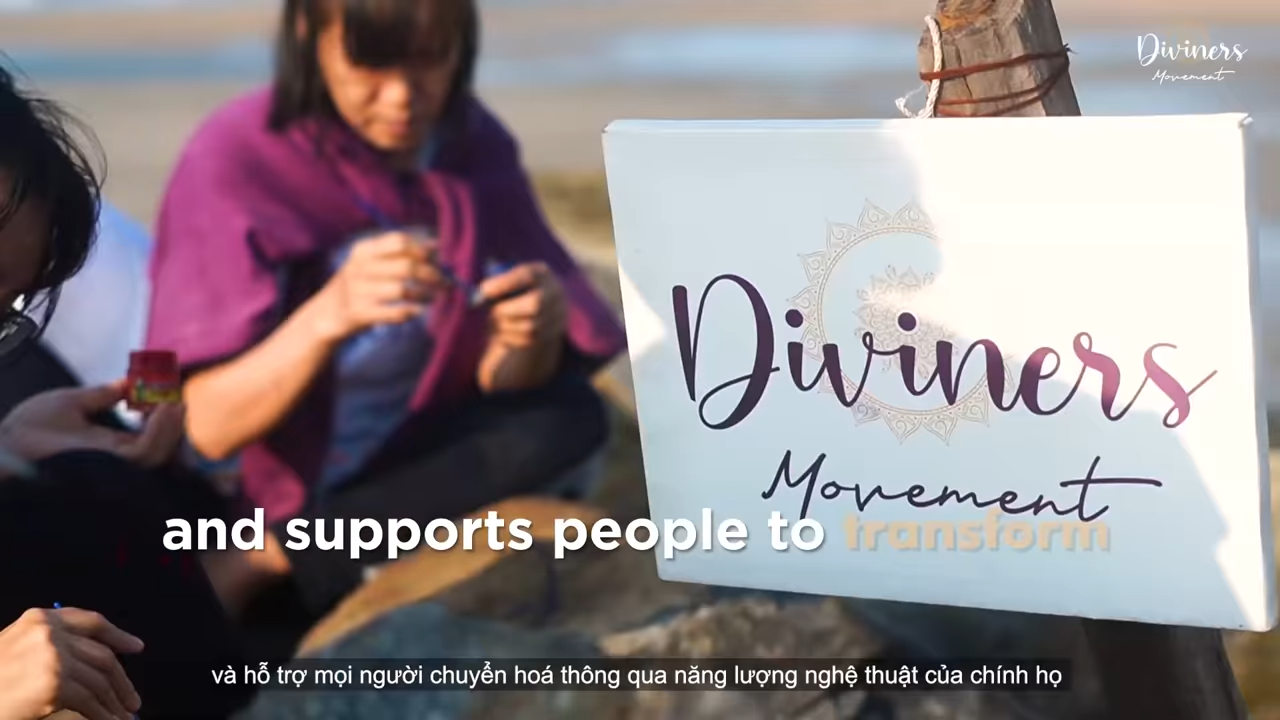 Diviners
Movement
Diviners
Movement
and supports people to transform
và hỗ trợ mọi người chuyển hoá thông qua năng lượng nghệ thuật của chính họ